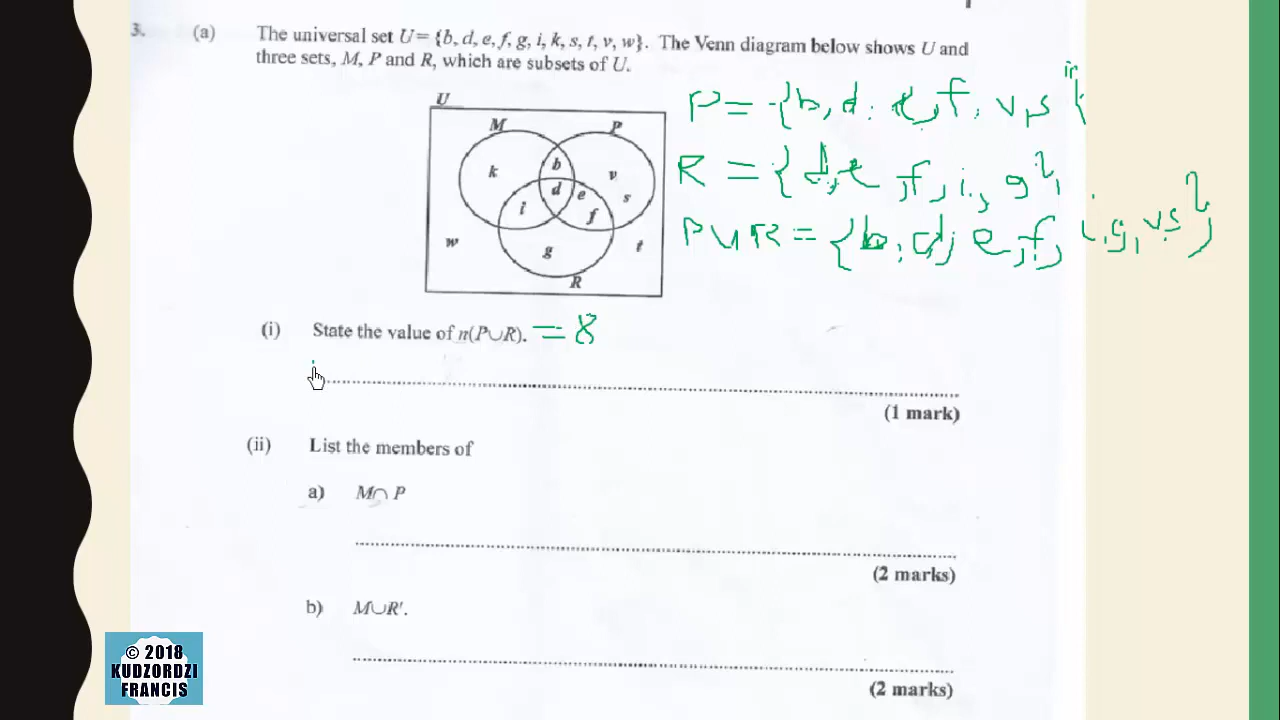 3. (a) The universal set U = {b, d, e, f, g, i, k, s, t, v, w}. The Venn diagram below shows U and
three sets, M, P and R, which are subsets of U.
U
M
P
k
b
v
d
e
s
i
f
w
g
t
R
P = {b, d, e, f, v, s}
R = {d, e, f, i, g},
P∪R = {b, d, e, f, i, g, v, s}
(i) State the value of n(P∪R). = 8
(1 mark)
(ii) List the members of
a) M∩P
(2 marks)
b) M∪R'.
(2 marks)
© 2018
KUDZORDZI
FRANCIS